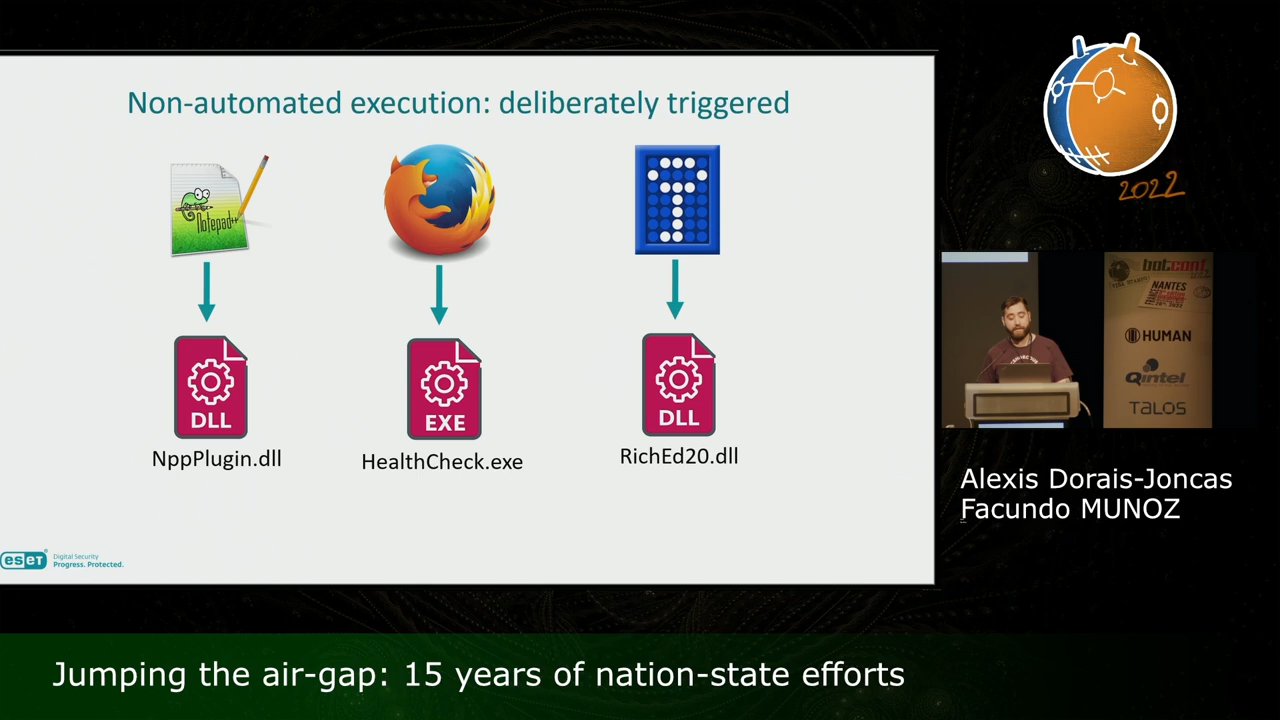 Non-automated execution: deliberately triggered
Notepad++
DLL
EXE
DLL
NppPlugin.dll
HealthCheck.exe
RichEd20.dll
eset
Digital Security
Progress. Protected.
2022
botconf
NANTES
HUMAN
Qintel
TALOS
Alexis Dorais-Joncas
Facundo MUNOZ
Jumping the air-gap: 15 years of nation-state efforts